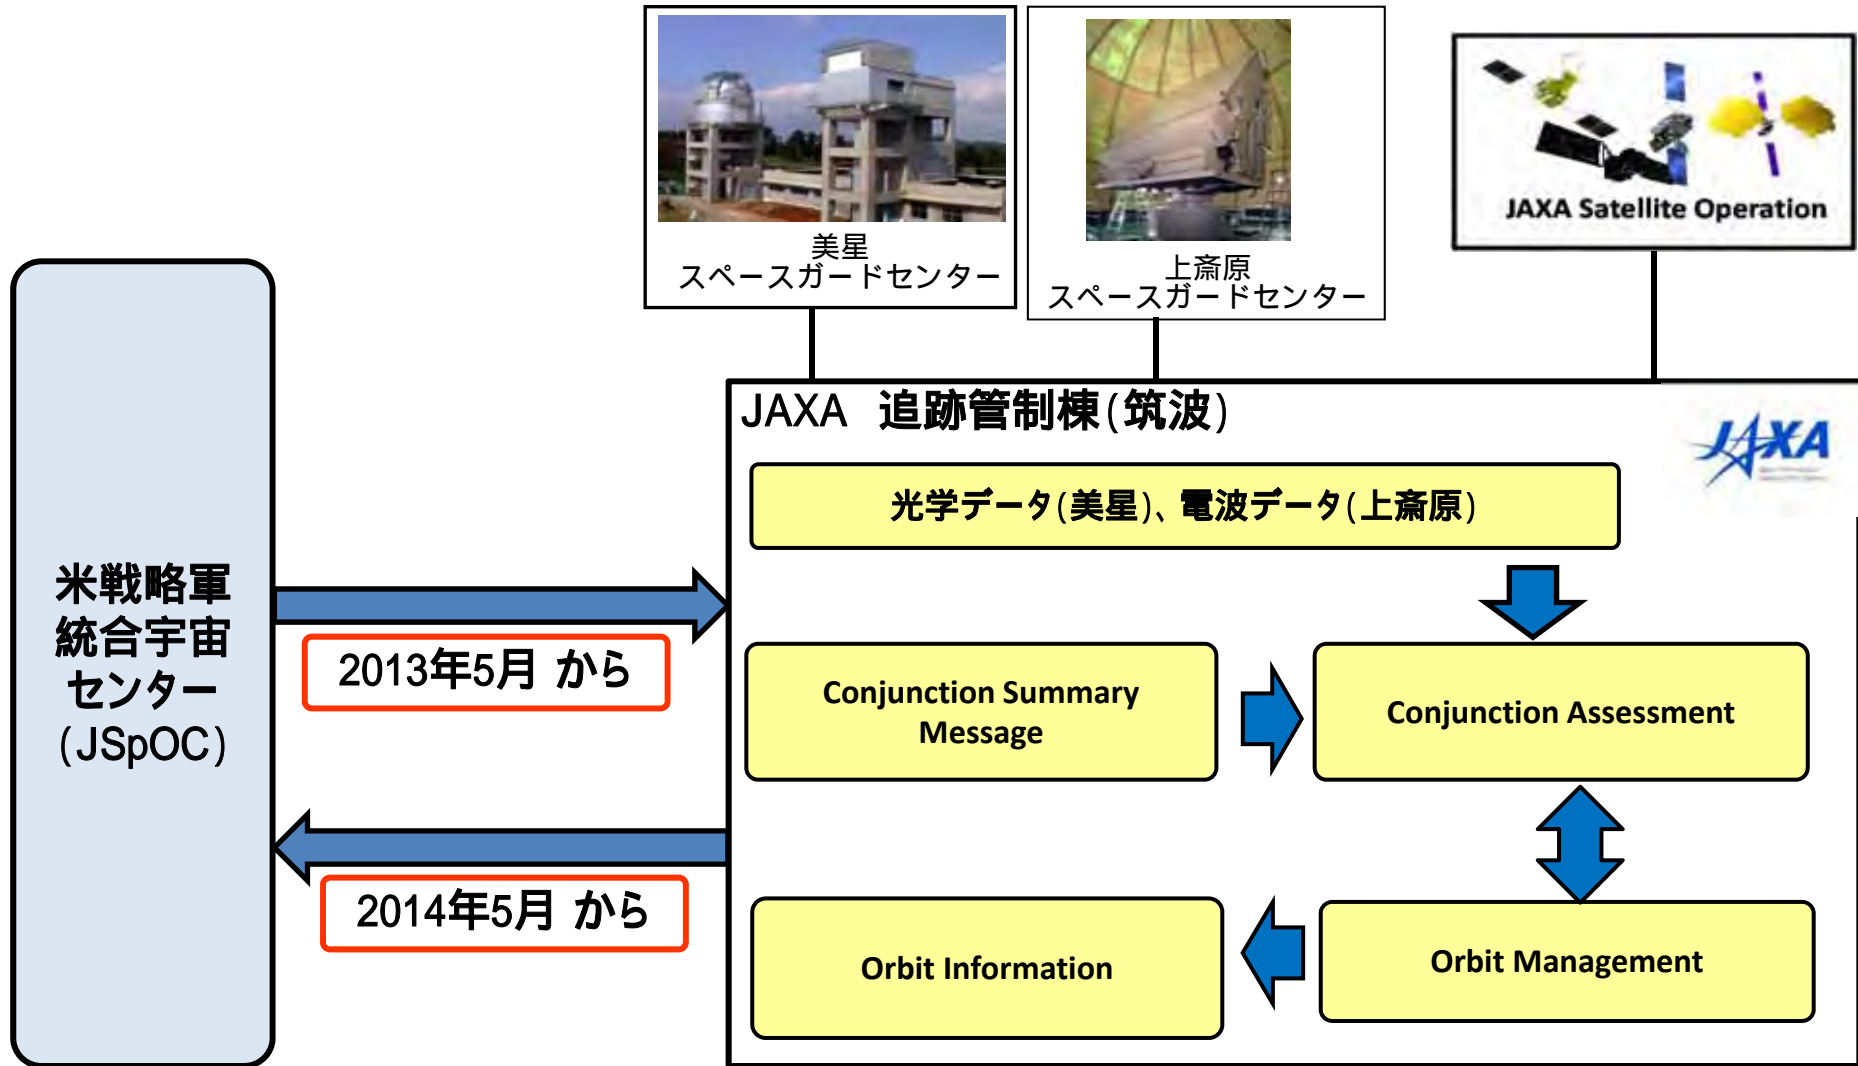 美星
スペースガードセンター
上斎原
スペースガードセンター
JAXA Satellite Operation
米戦略軍
統合宇宙
センター
(JSpOC)
2013年5月 から
2014年5月 から
JAXA 追跡管制棟(筑波)
JAXA
光学データ(美星)、電波データ(上斎原)
Conjunction Summary
Message
Conjunction Assessment
Orbit Information
Orbit Management